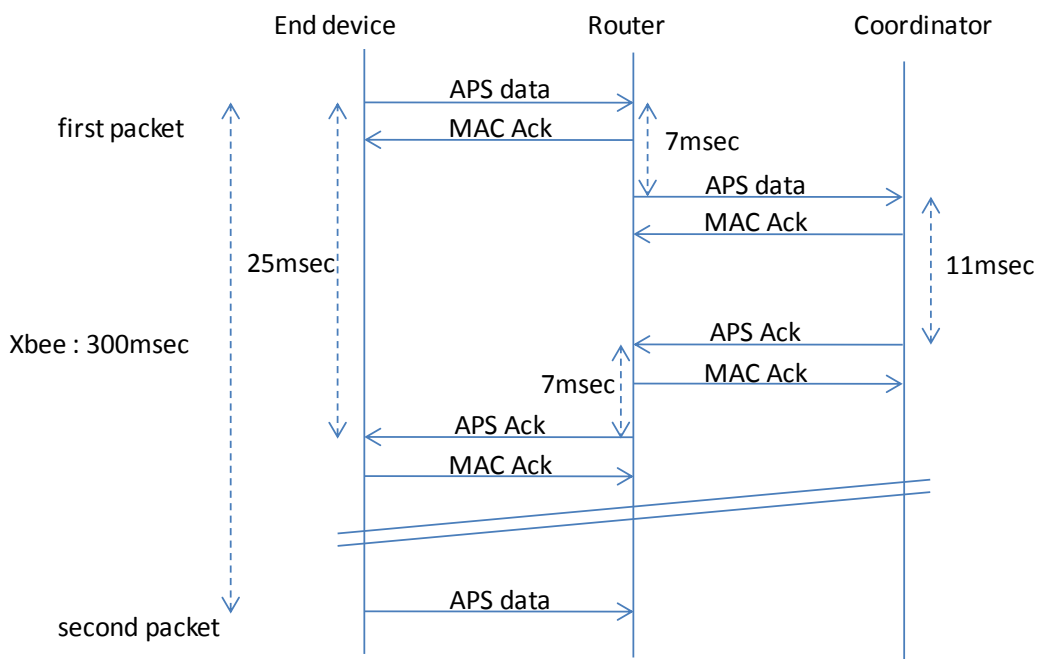 End device Router Coordinator
APS data
first packet
MAC Ack
7msec
APS data
MAC Ack
25msec
11msec
Xbee : 300msec
APS Ack
7msec
MAC Ack
APS Ack
MAC Ack
APS data
second packet